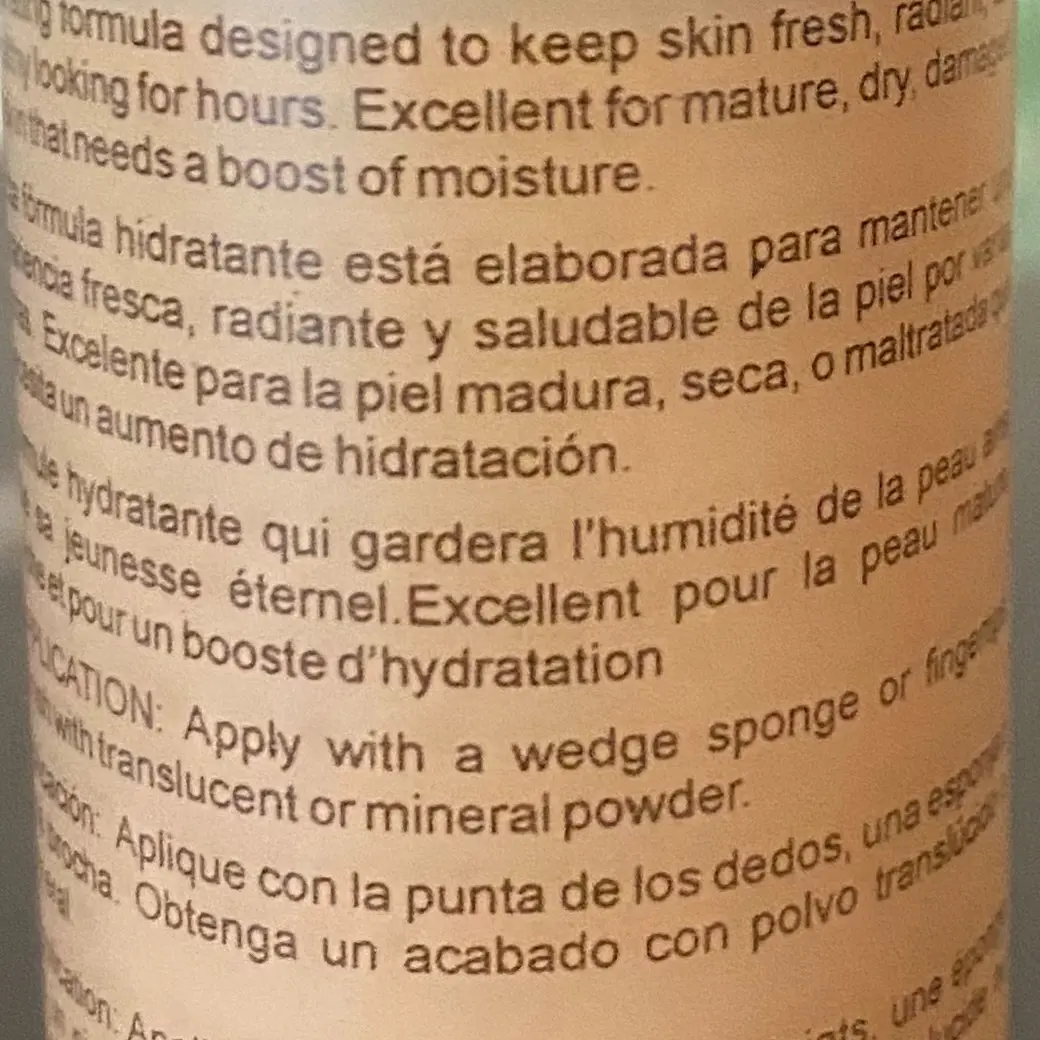 formula designed to keep skin fresh, radiant,
looking for hours. Excellent for mature, dry,
that needs a boost of moisture.
fórmula hidratante está elaborada para mantener
fresca, radiante y saludable de la piel por
Excelente para la piel madura, seca, o maltratada
un aumento de hidratación.
hydratante qui gardera l'humidité de la peau
sa jeunesse éternel.Excellent pour la peau
et pour un booste d'hydratation
APPLICATION: Apply with a wedge sponge or
with translucent or mineral powder.
Aplique con la punta de los dedos, una
brocha. Obtenga un acabado con polvo
une